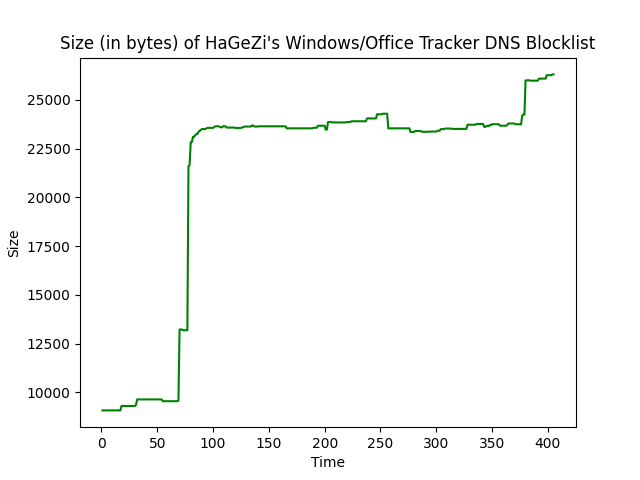 Size (in bytes) of HaGeZi's Windows/Office Tracker DNS Blocklist
Size
25000
22500
20000
17500
15000
12500
10000
0 50 100 150 200 250 300 350 400
Time